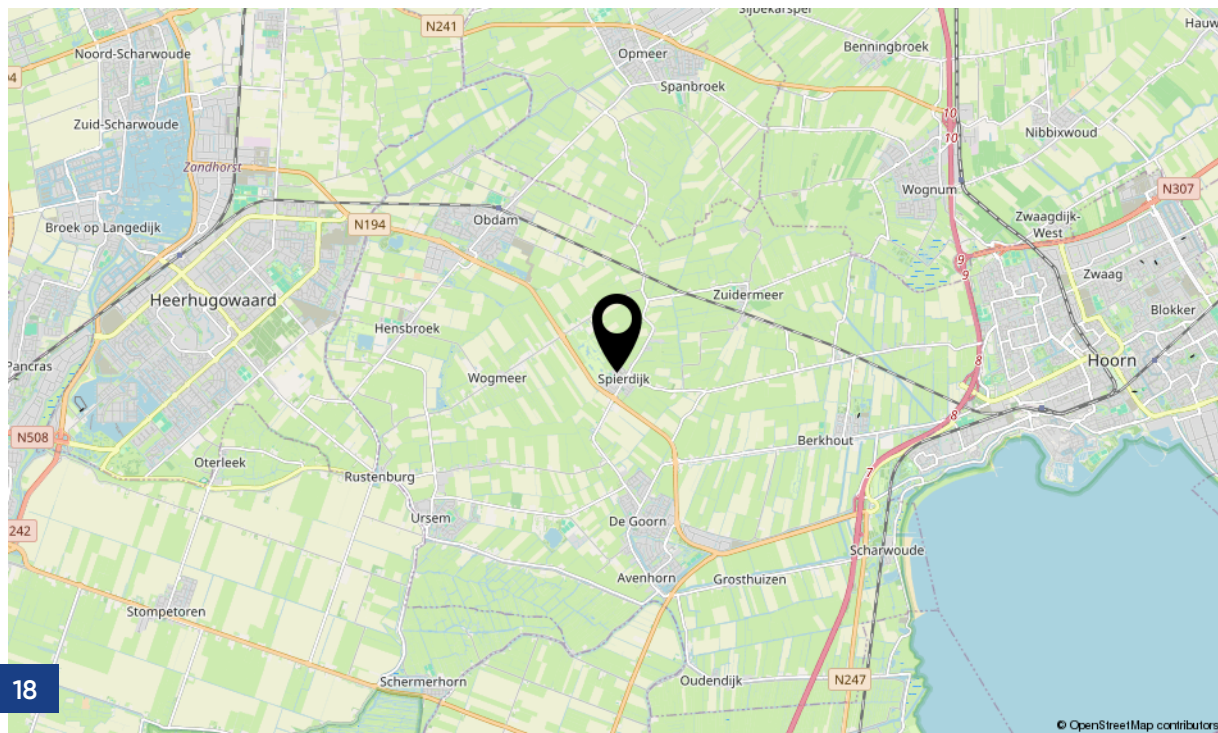 Sijbekarspel
Hauw
N241
Opmeer
Benningbroek
Noord-Scharwoude
04
Spanbroek
10
10
Zuid-Scharwoude
Nibbixwoud
Zandhorst
Wognum
N307
Obdam
N194
Broek op Langedijk
Zwaagdijk-
West
9
9
Zwaag
Heerhugowaard
Zuidermeer
Blokker
Hensbroek
8
Hoorn
Pancras
Wogmeer
Spierdijk
8
N508
Berkhout
Oterleek
7
Rustenburg
Ursem
De Goorn
242
Scharwoude
Avenhorn
Grosthuizen
Stompetoren
Schermerhorn
Oudendijk
N247
18
© OpenStreetMap contributors